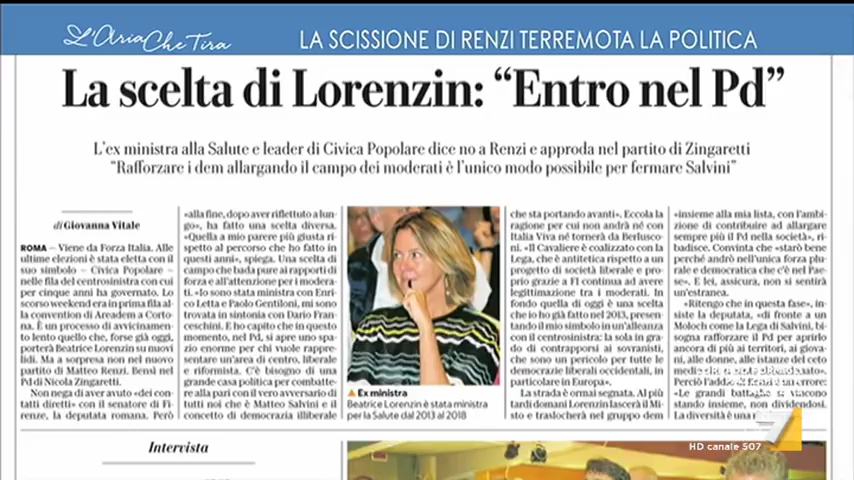 L'Aria Che Tira
LA SCISSIONE DI RENZI TERREMOTA LA POLITICA
La scelta di Lorenzin: “Entro nel Pd”
L'ex ministra alla Salute e leader di Civica Popolare dice no a Renzi e approda nel partito di Zingaretti
“Rafforzare i dem allargando il campo dei moderati è l'unico modo possibile per fermare Salvini”
di Giovanna Vitale
ROMA – Viene da Forza Italia. Alle
ultime elezioni è stata eletta con il
suo simbolo – Civica Popolare –
nelle fila del centrosinistra con cui
per cinque anni ha governato. Lo
scorso weekend era in prima fila al-
la convention di Areadem a Corto-
na. È un processo di avvicinamen-
to lento quello che, forse già oggi,
porterà Beatrice Lorenzin su nuovi
lidi. Ma a sorpresa non nel nuovo
partito di Matteo Renzi. Bensì nel
Pd di Nicola Zingaretti.
Non nega di aver avuto «dei con-
tatti diretti» con il senatore di Fi-
renze, la deputata romana. Però
«alla fine, dopo aver riflettuto a lun-
go», ha fatto una scelta diversa.
«Quella a mio parere più giusta ri-
spetto al percorso che ho fatto in
questi anni», spiega. Una scelta di
campo che bada pure ai rapporti di
forza e all'attenzione per i modera-
ti. «Io sono stata ministra con Enri-
co Letta e Paolo Gentiloni, mi sono
trovata in sintonia con Dario Fran-
ceschini. E ho capito che in questo
momento, nel Pd, si apre uno spa-
zio enorme per chi vuole rappre-
sentare un'area di centro, liberale
e riformista. C'è bisogno di una
grande casa politica per combatte-
re alla pari con il vero avversario di
tutti noi che è Matteo Salvini e il
concetto di democrazia illiberale
Ex ministra
Beatrice Lorenzin è stata ministra
per la Salute dal 2013 al 2018
che sta portando avanti». Eccola la
ragione per cui non andrà né con
Italia Viva né tornerà da Berlusco-
ni. «Il Cavaliere è coalizzato con la
Lega, che è antitetica rispetto a un
progetto di società liberale e pro-
prio grazie a FI continua ad avere
legittimazione tra i moderati. In
fondo quella di oggi è una scelta
che io ho già fatto nel 2013, presen-
tando il mio simbolo in un'alleanza
con il centrosinistra: la sola in gra-
do di contrapporsi ai sovranisti,
che sono un pericolo per tutte le
democrazie liberali occidentali, in
particolare in Europa».
La strada è ormai segnata. Al più
tardi domani Lorenzin lascerà il Mi-
sto e traslocherà nel gruppo dem
«insieme alla mia lista, con l'ambi-
zione di contribuire ad allargare
sempre più il Pd nella società», ri-
badisce. Convinta che «starò bene
perché andrò nell'unica forza plu-
rale e democratica che c'è nel Pae-
se». E lei, assicura, non si sentirà
un'estranea.
«Ritengo che in questa fase», in-
siste la deputata, «di fronte a un
Moloch come la Lega di Salvini, bi-
sogna rafforzare il Pd per aprirlo
ancora di più ai territori, ai giova-
ni, alle donne, alle istanze del ceto
Perciò l'addio di Renzi è un errore:
«Le grandi battaglie si vincono
stando insieme, non dividendosi.
La diversità è una
7
HD canale 507
Intervista